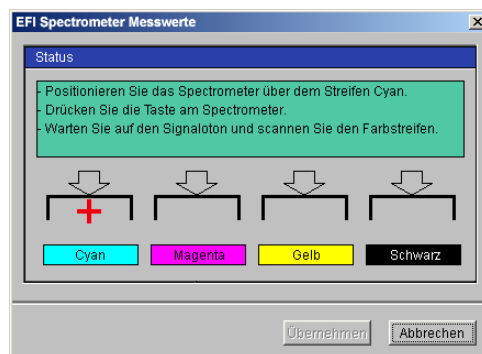 EFI Spectrometer Messwerte
Status
- Positionieren Sie das Spectrometer über dem Streifen Cyan.
- Drücken Sie die Taste am Spectrometer.
- Warten Sie auf den Signaloton und scannen Sie den Farbstreifen.
Cyan Magenta Gelb Schwarz
Übernehmen Abbrechen